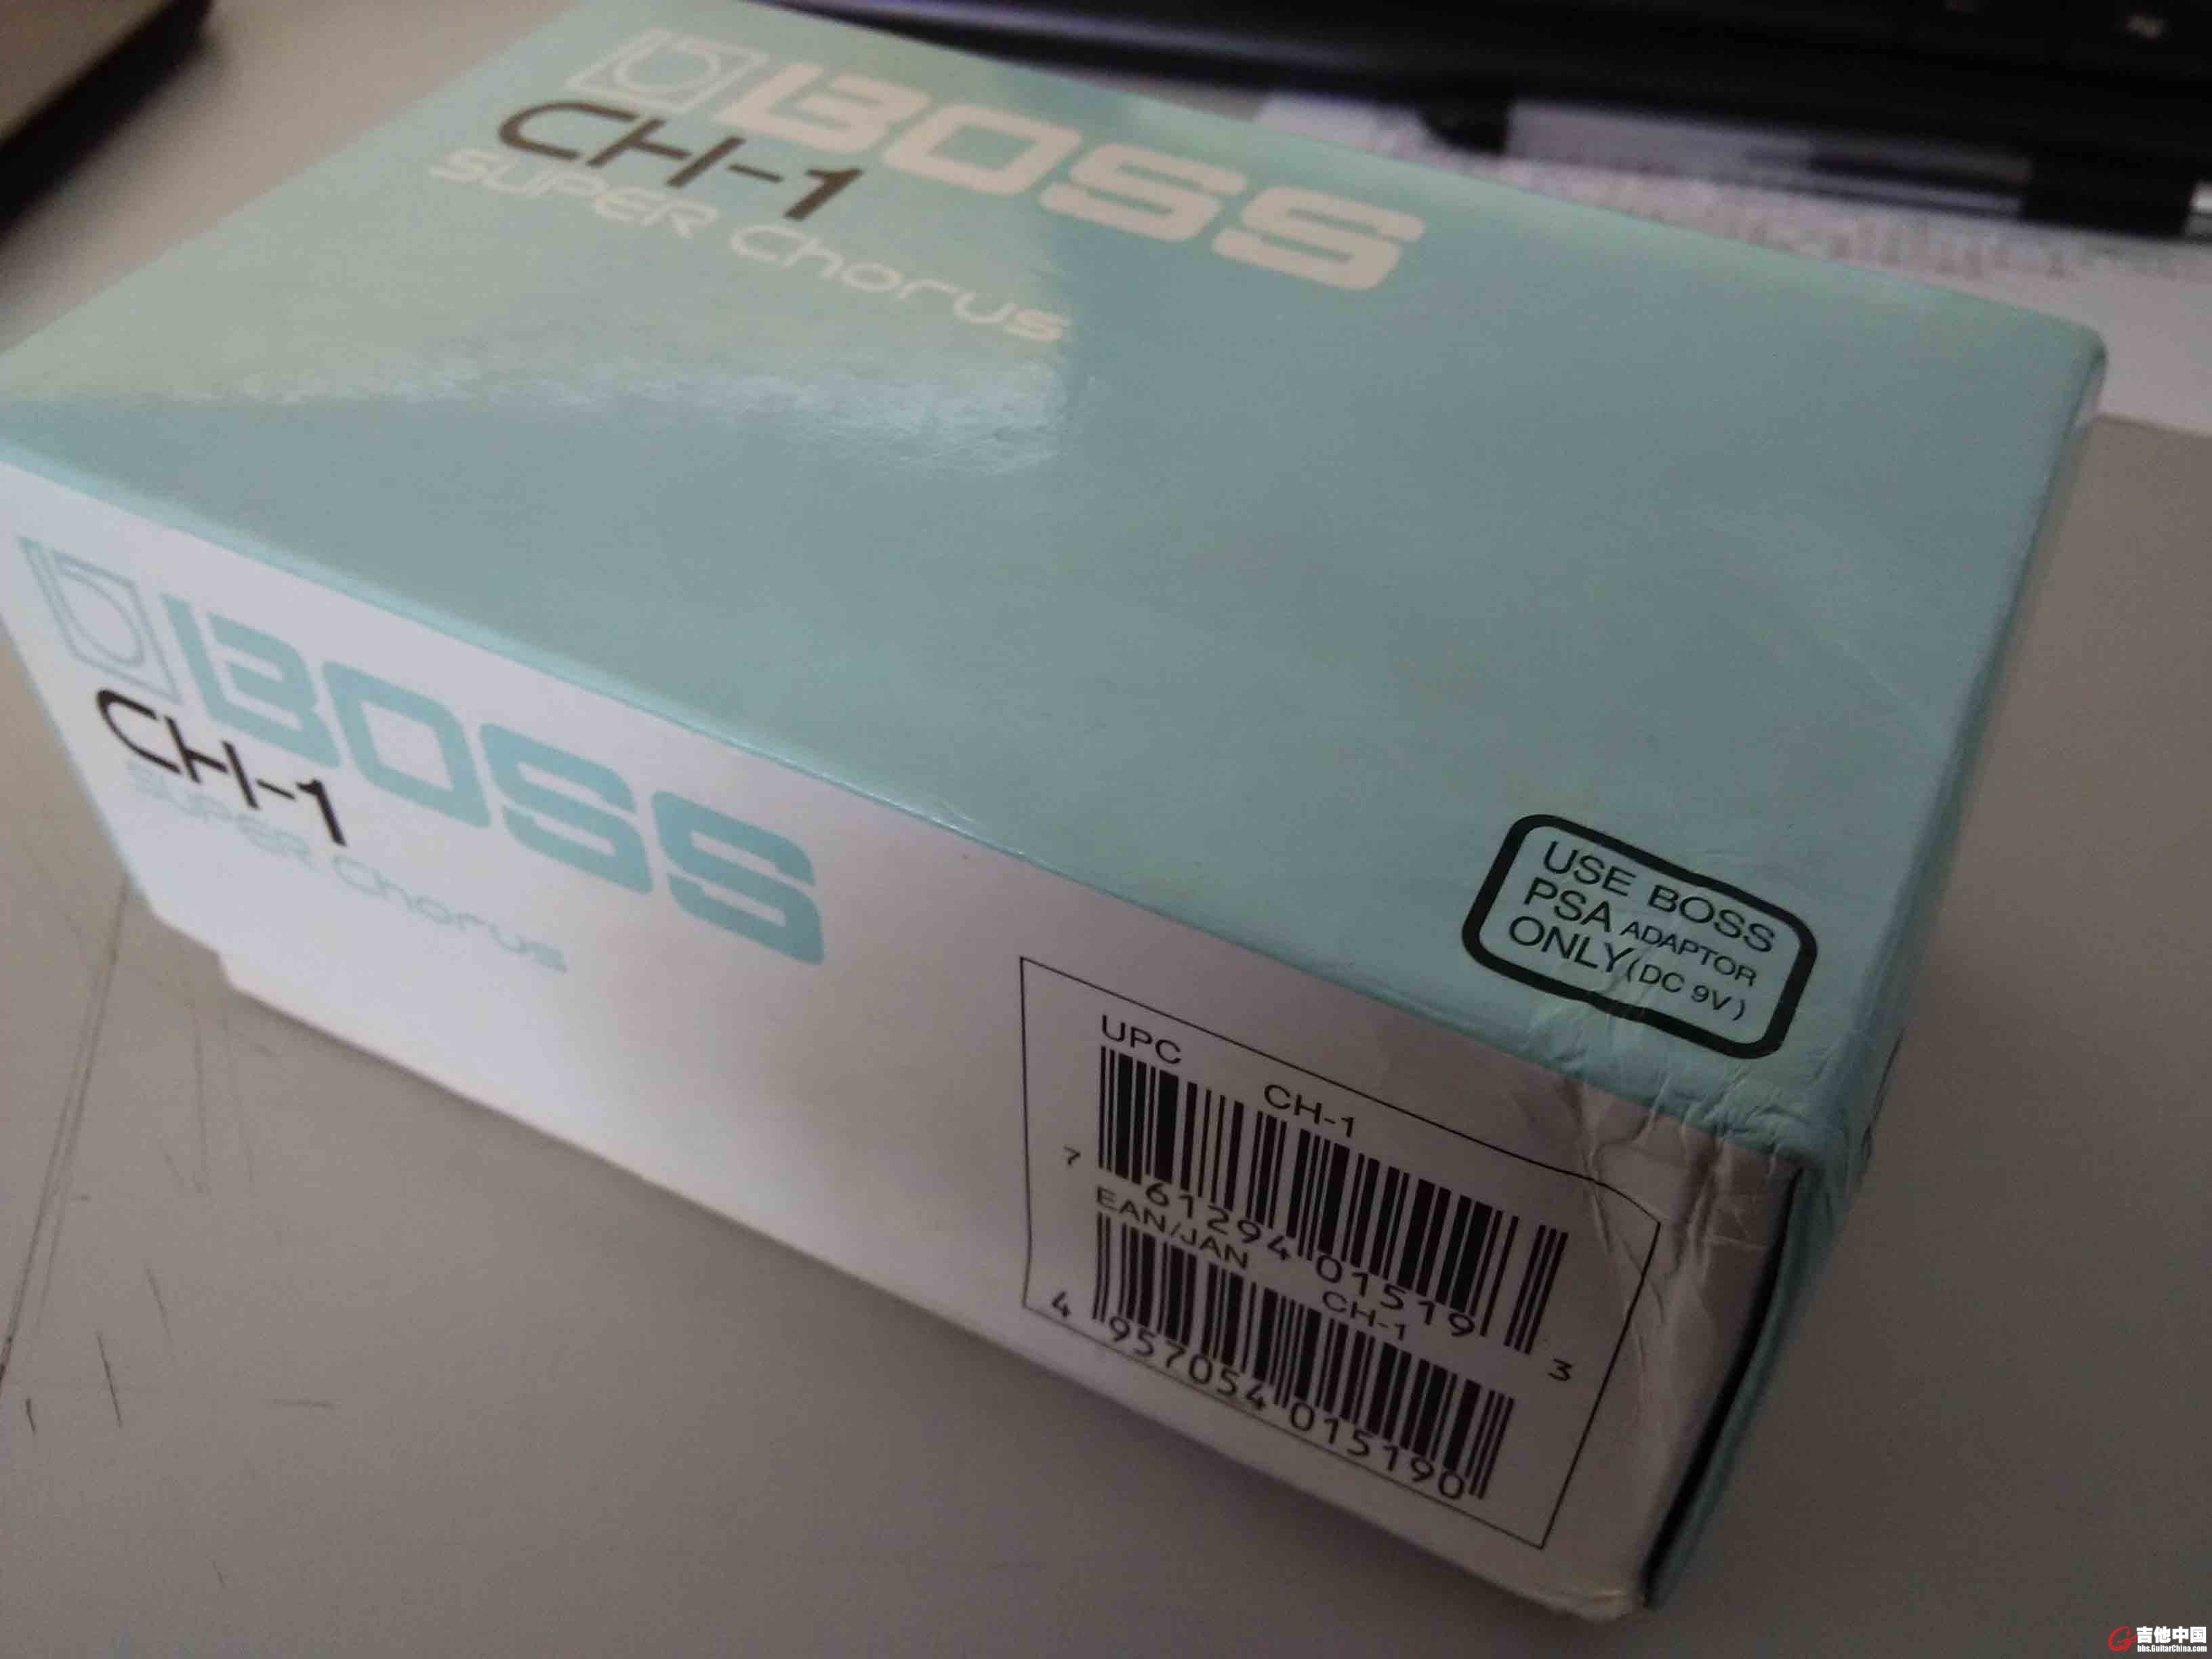 BOSS
CH-1
SUPER Chorus
BOSS
CH-1
SUPER Chorus
USE BOSS
PSA ADAPTOR
ONLY(DC 9V)
UPC CH-1
7 61294 01519 3
EAN/JAN CH-1
4 957054 015190
吉他中国
bbs.GuitarChina.com